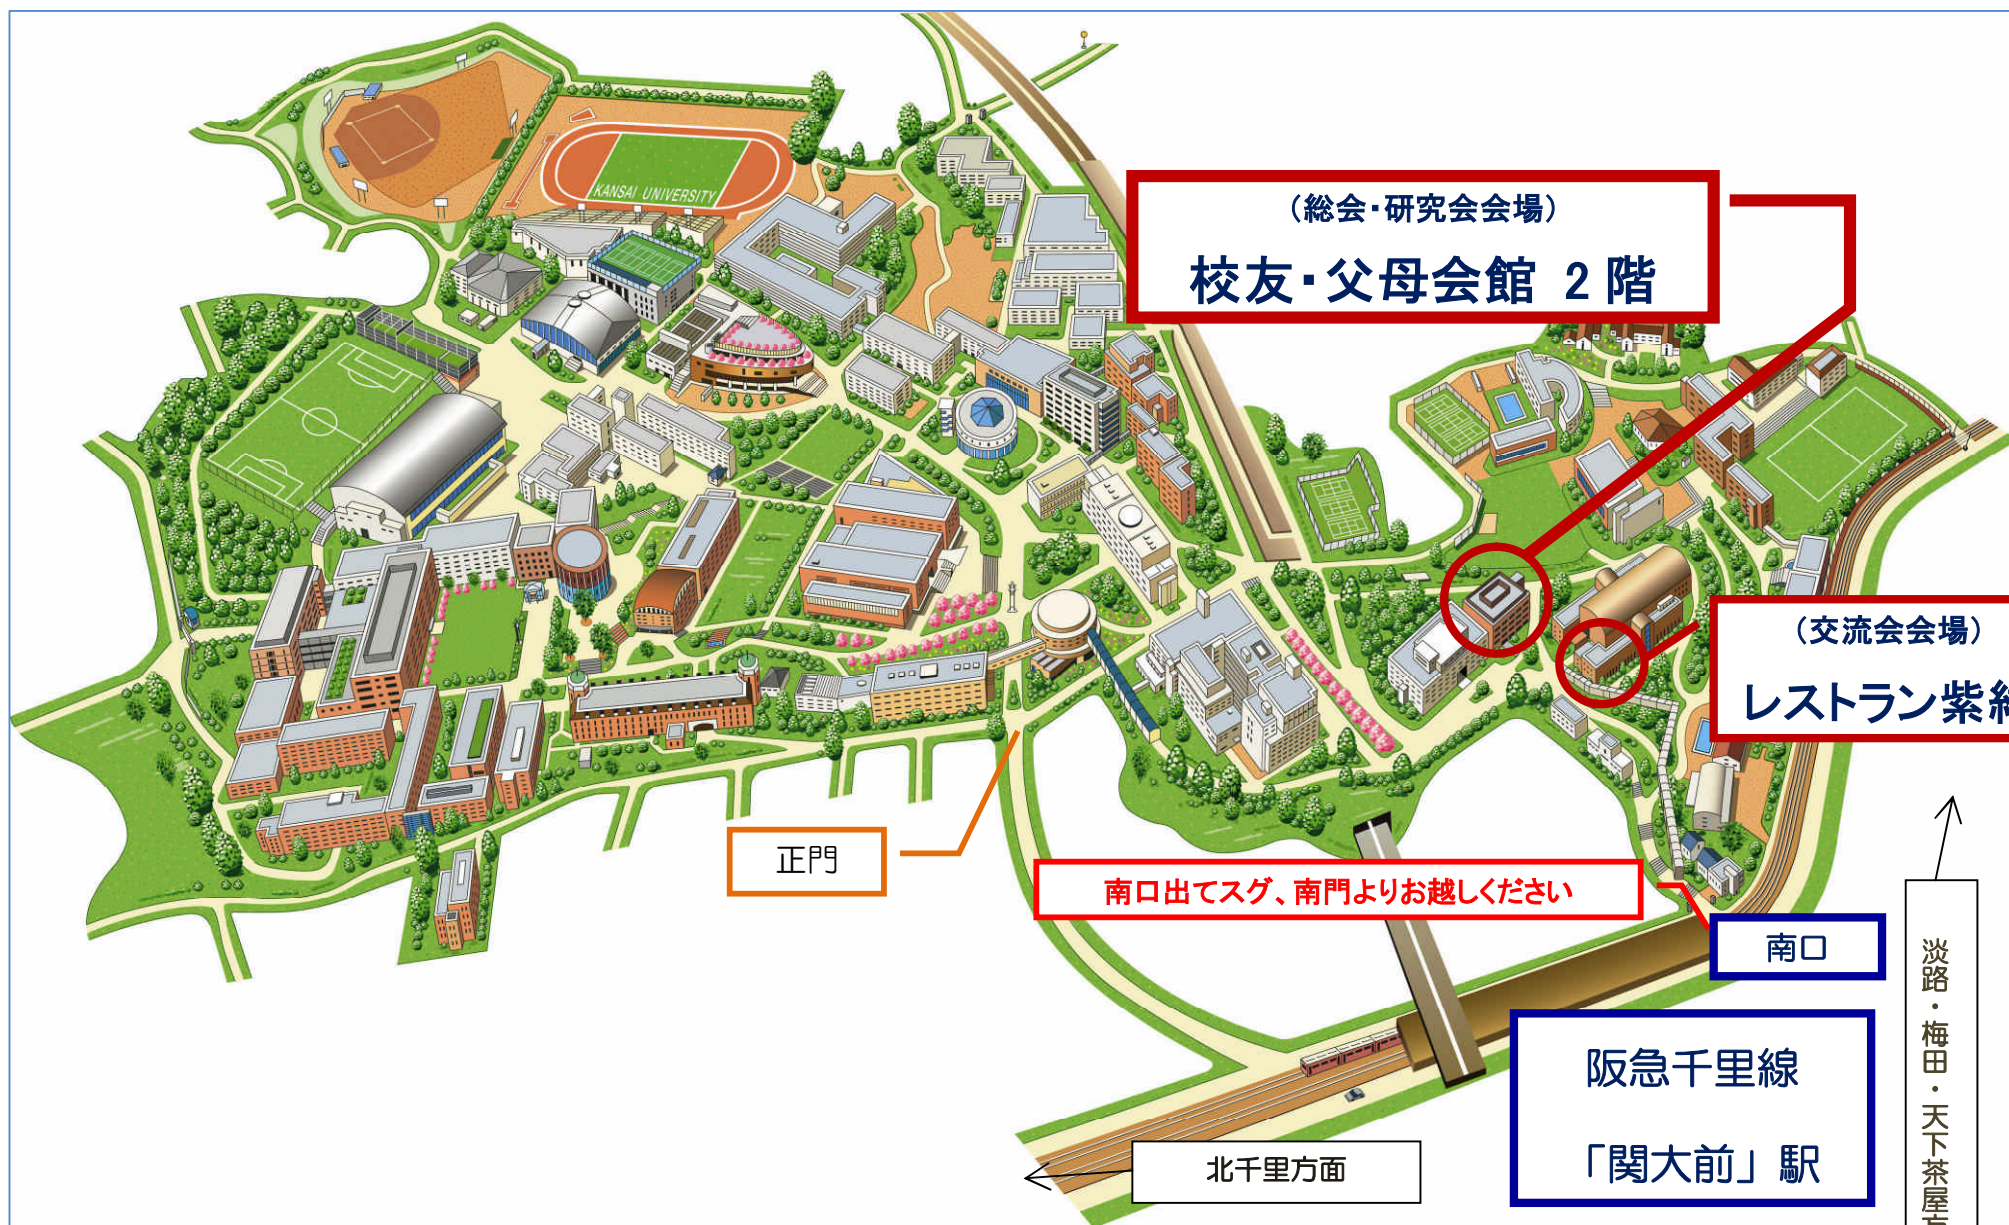 KANSAI UNIVERSITY
（総会・研究会会場）
校友・父母会館 2階
（交流会会場）
レストラン紫
正門
南口出てスグ、南門よりお越しください
南口
阪急千里線
「関大前」駅
北千里方面
淡路・梅田・天下茶屋方